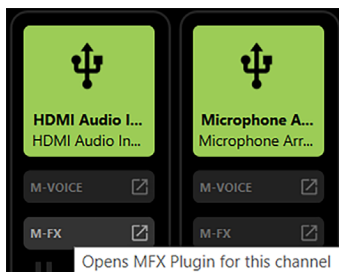 HDMI Audio I...
HDMI Audio In...
M-VOICE
M-FX
Microphone A...
Microphone Arr...
M-VOICE
M-FX
Opens MFX Plugin for this channel